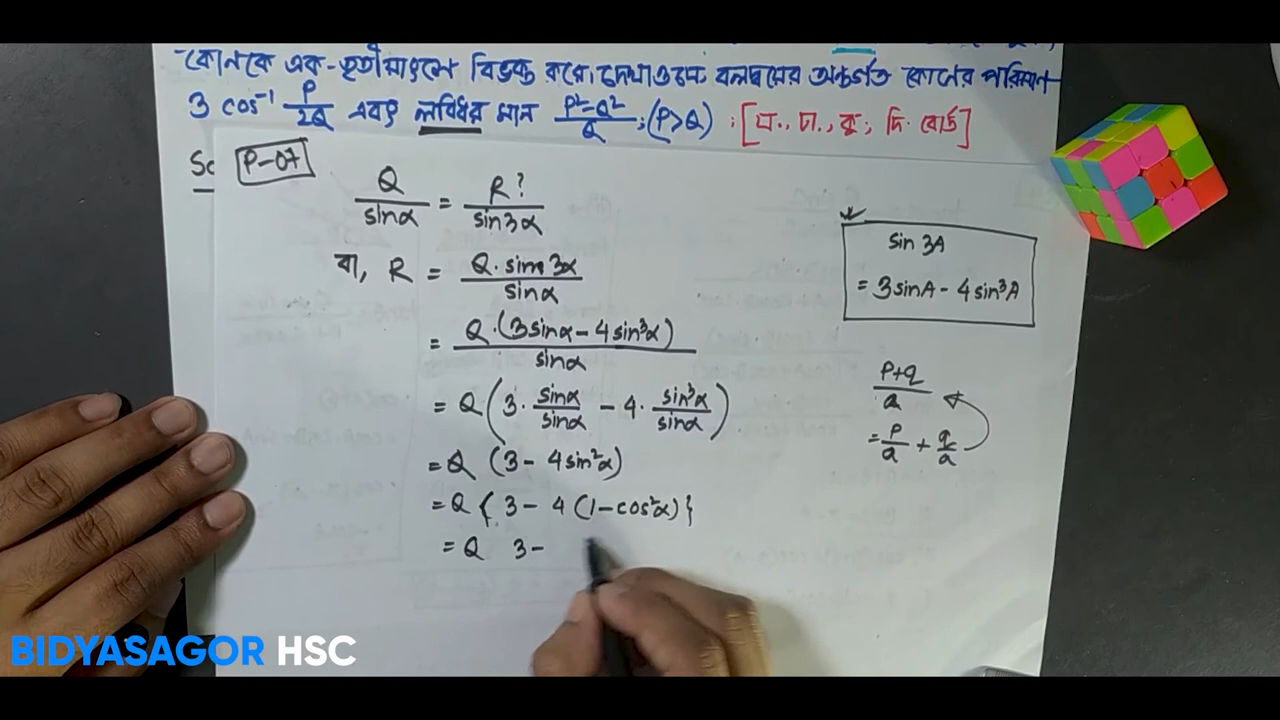 কোনকে এক-তৃতীয়াংশে বিভক্ত করে। দেখাও যে বলদ্বয়ের অন্তর্গত কোণের পরিমাণ
3 cos⁻¹ P/2Q এবং লব্ধির মান P²-Q²/Q ; (P>Q) ; [য., ঢা., কু; দি. বোর্ড]
So
P-07
Q/sinα = R?/sin3α
বা, R = Q·sin3α/sinα
= Q·(3sinα - 4sin³α)/sinα
= Q(3·sinα/sinα - 4·sin³α/sinα)
= Q (3- 4sin²α)
= Q { 3- 4(1-cos²α)}
= Q 3-
sin 3A
= 3sinA - 4sin³A
P+q/a
= P/a + q/a
BIDYASAGOR HSC